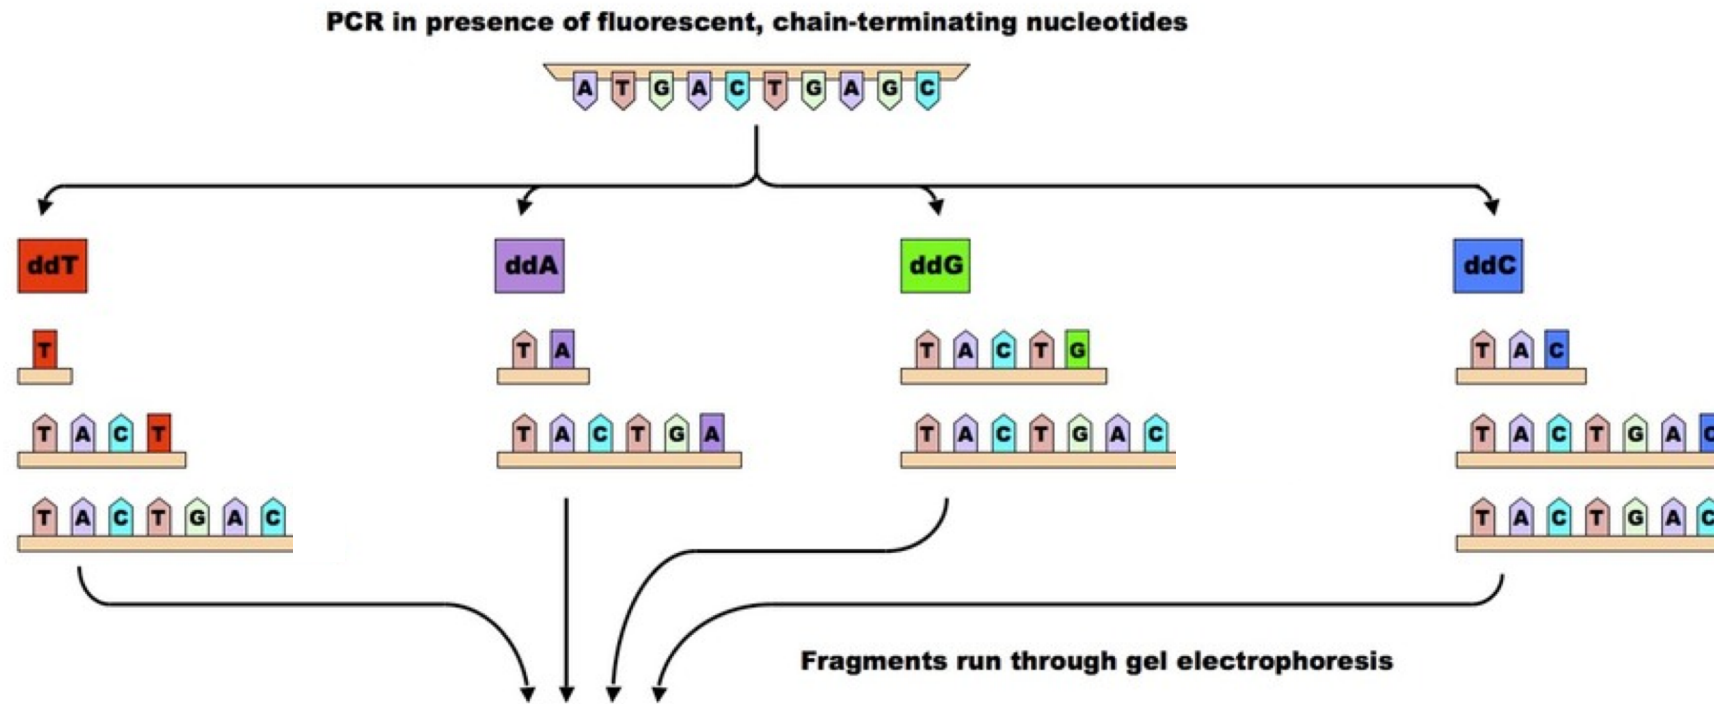 PCR in presence of fluorescent, chain-terminating nucleotides
A T G A C T G A G C
ddT ddA ddG ddC
T
T A
T A C T G
T A C
T A C T
T A C T G A
T A C T G A C
T A C T G A C
T A C T G A C
T A C T G A C
Fragments run through gel electrophoresis